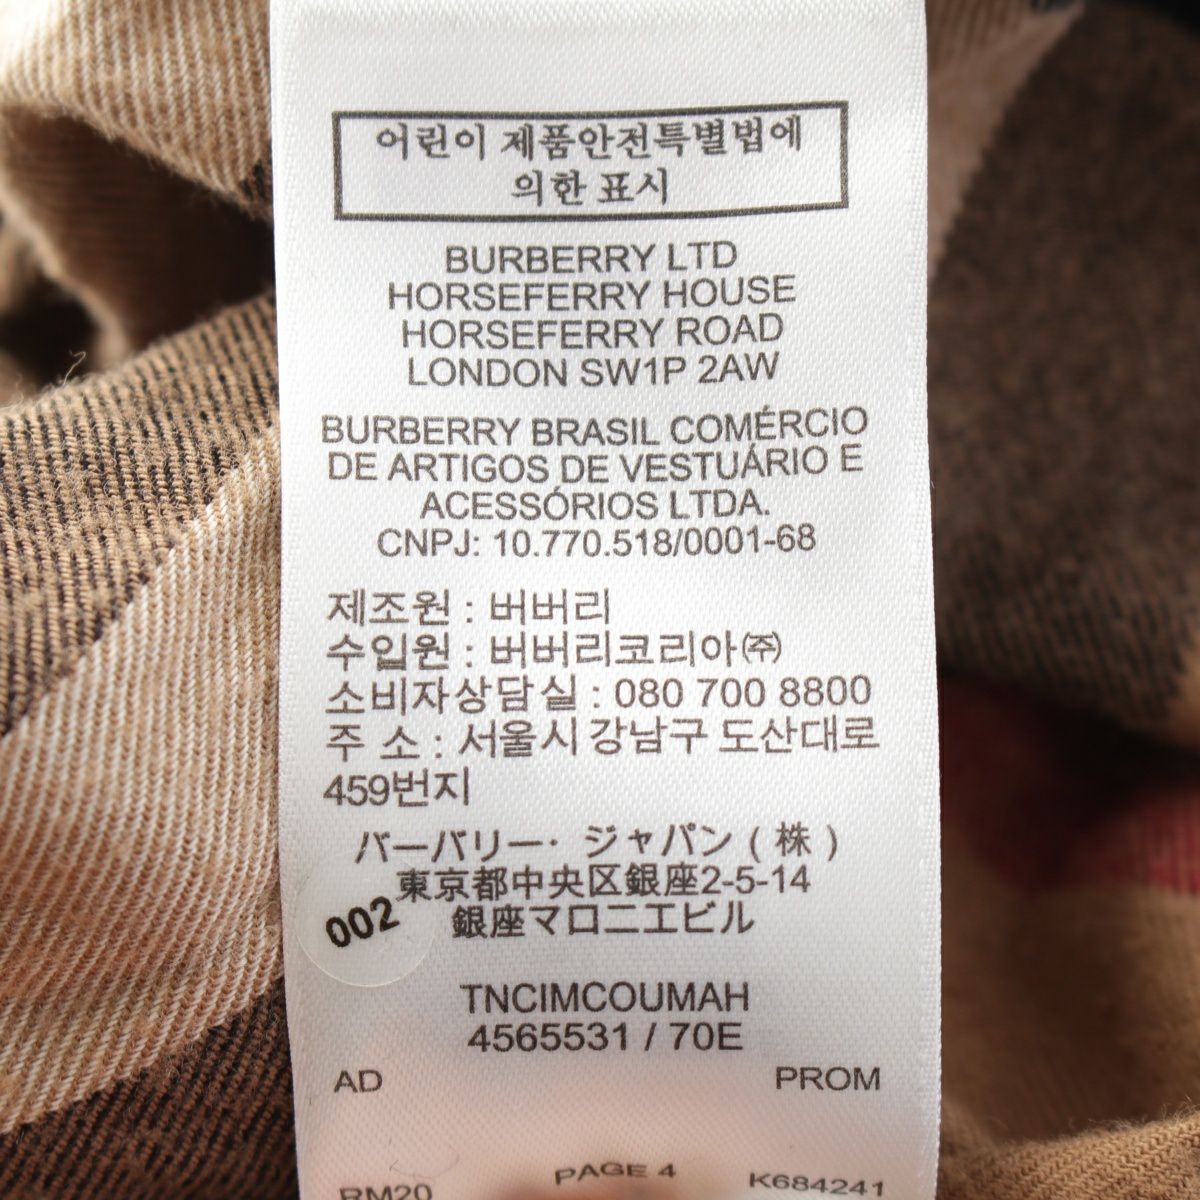 어린이 제품안전특별법에
의한 표시
BURBERRY LTD
HORSEFERRY HOUSE
HORSEFERRY ROAD
LONDON SW1P 2AW
BURBERRY BRASIL COMÉRCIO
DE ARTIGOS DE VESTUÁRIO E
ACESSÓRIOS LTDA.
CNPJ: 10.770.518/0001-68
제조원 : 버버리
수입원 : 버버리코리아㈜
소비자상담실 : 080 700 8800
주 소 : 서울시 강남구 도산대로
459번지
バーバリー・ジャパン ( 株 )
東京都中央区銀座2-5-14
銀座マロニエビル
002
TNCIMCOUMAH
4565531 / 70E
AD PROM
RM20 PAGE 4 K684241